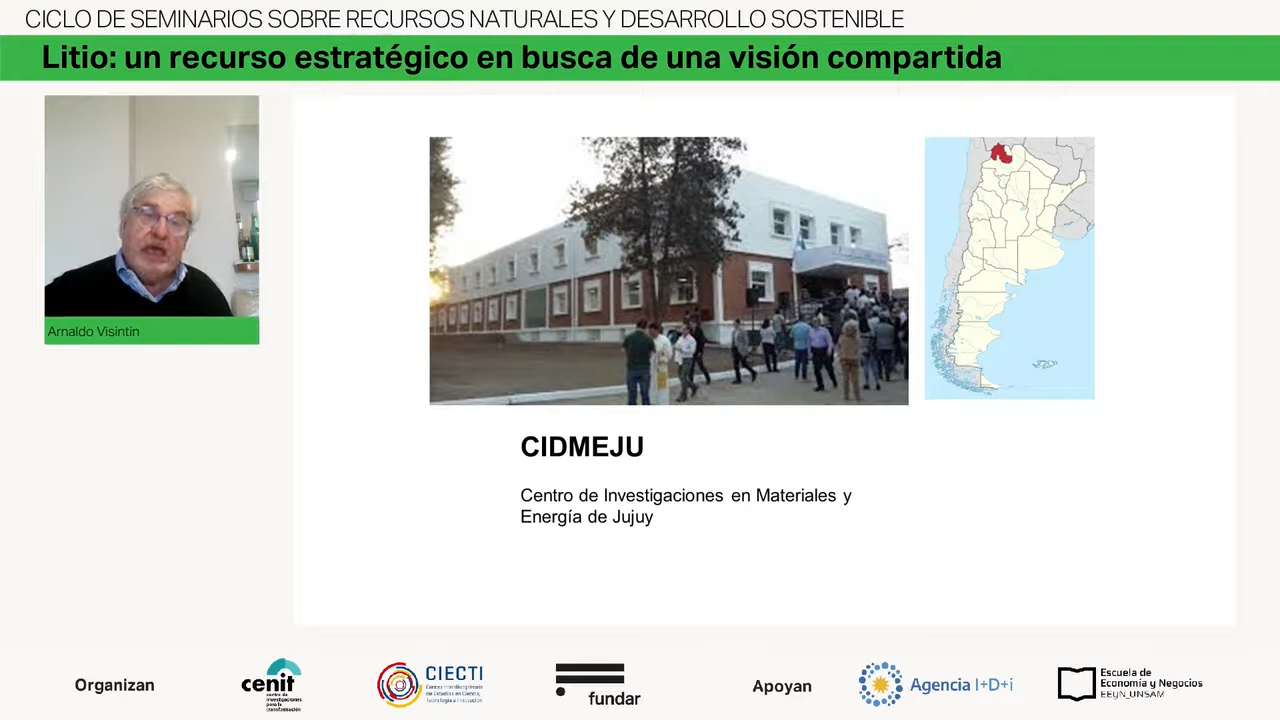 CICLO DE SEMINARIOS SOBRE RECURSOS NATURALES Y DESARROLLO SOSTENIBLE
Litio: un recurso estratégico en busca de una visión compartida
Arnaldo Visintin
CIDMEJU
Centro de Investigaciones en Materiales y
Energía de Jujuy
Organizan
cenit
centro de
investigaciones
para la
transformación
CIECTI
Centro Interdisciplinario
de Estudios en Ciencia,
Tecnología e Innovación
fundar
Apoyan
Agencia I+D+i
Escuela de
Economía y Negocios
EEYN_UNSAM